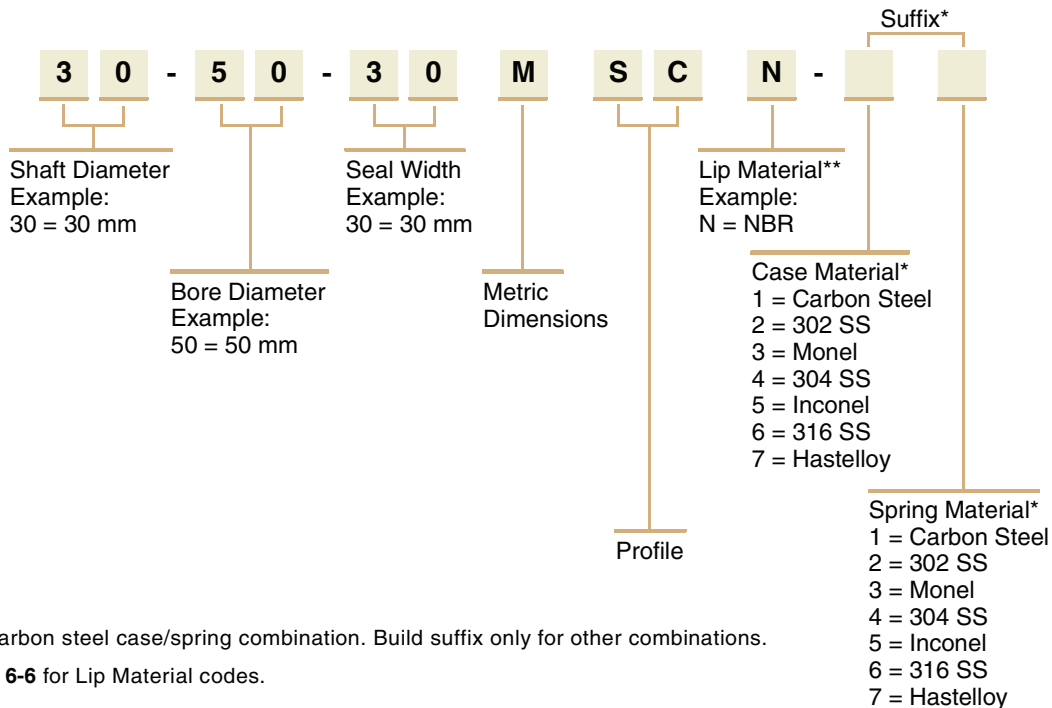 Suffix*
3 0 - 5 0 - 3 0 M S C N -
Shaft Diameter
Example:
30 = 30 mm
Bore Diameter
Example:
50 = 50 mm
Seal Width
Example:
30 = 30 mm
Metric
Dimensions
Profile
Lip Material**
Example:
N = NBR
Case Material*
1 = Carbon Steel
2 = 302 SS
3 = Monel
4 = 304 SS
5 = Inconel
6 = 316 SS
7 = Hastelloy
Spring Material*
1 = Carbon Steel
2 = 302 SS
3 = Monel
4 = 304 SS
5 = Inconel
6 = 316 SS
7 = Hastelloy
arbon steel case/spring combination. Build suffix only for other combinations.
6-6 for Lip Material codes.